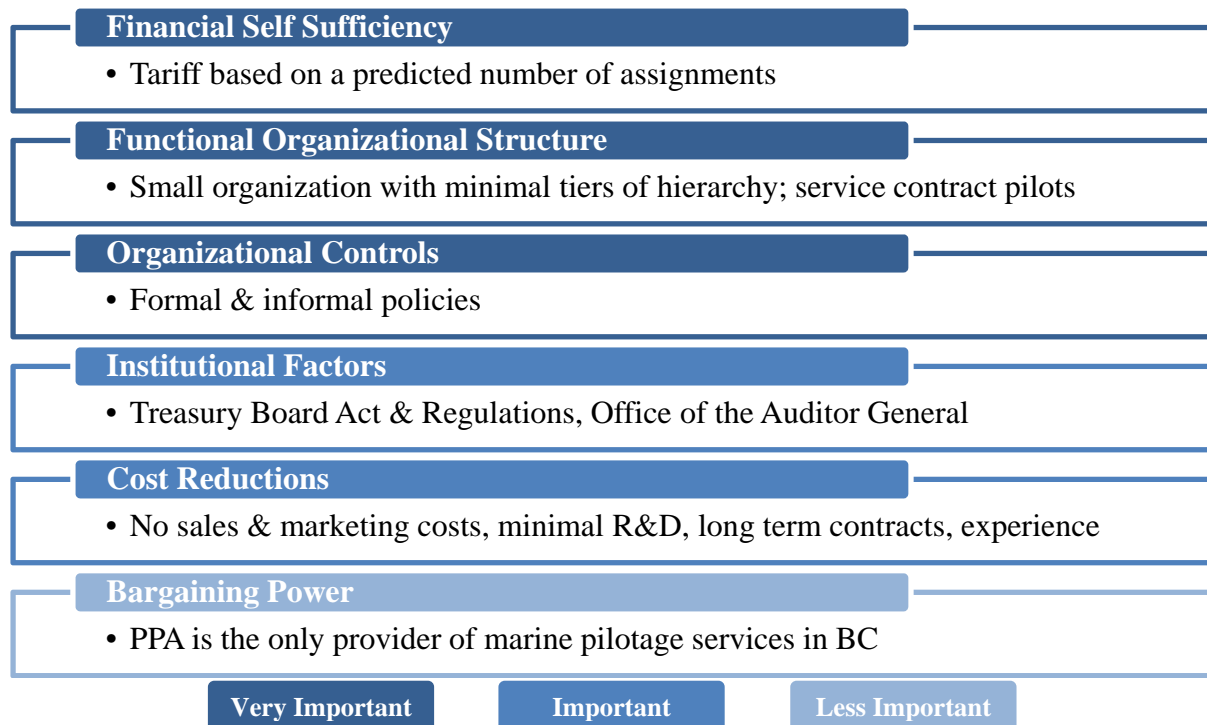 Financial Self Sufficiency
• Tariff based on a predicted number of assignments
Functional Organizational Structure
• Small organization with minimal tiers of hierarchy; service contract pilots
Organizational Controls
• Formal & informal policies
Institutional Factors
• Treasury Board Act & Regulations, Office of the Auditor General
Cost Reductions
• No sales & marketing costs, minimal R&D, long term contracts, experience
Bargaining Power
• PPA is the only provider of marine pilotage services in BC
Very Important Important Less Important